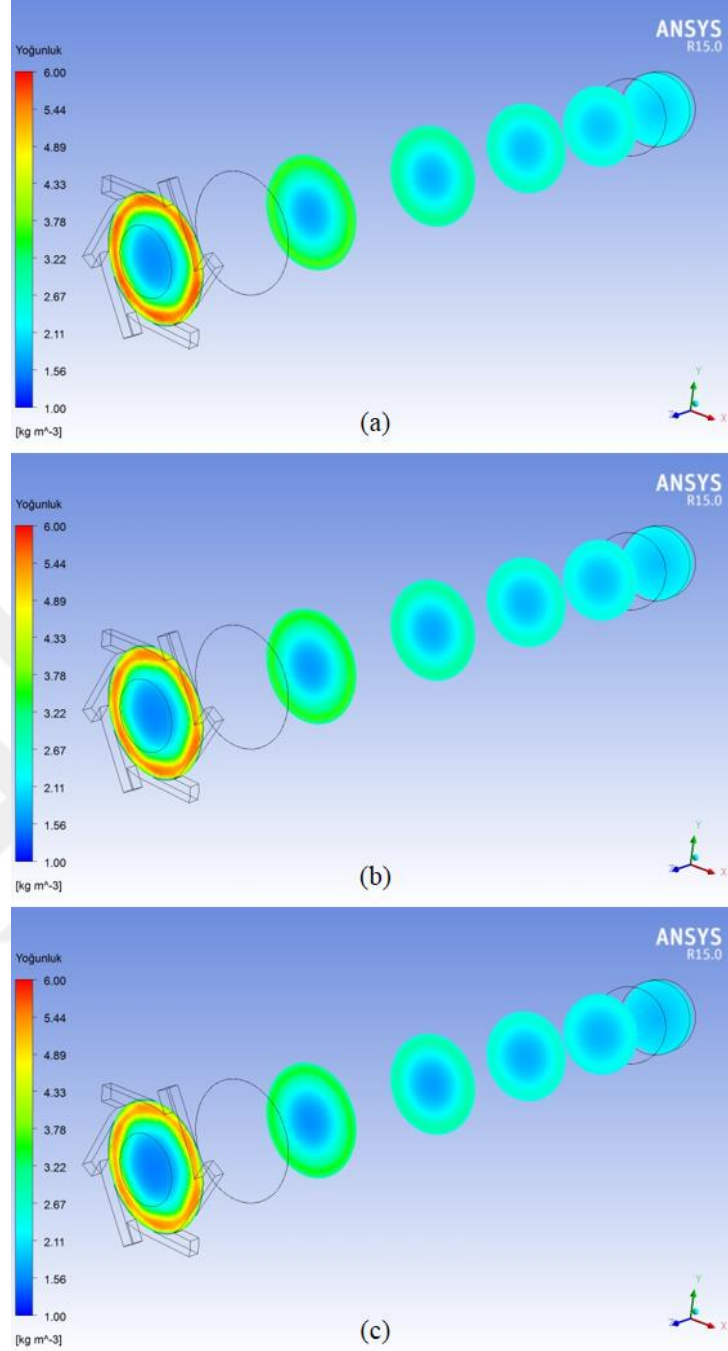 ANSYS
R15.0
Yoğunluk
6.00
5.44
4.89
4.33
3.78
3.22
2.67
2.11
1.56
1.00
[kg m^-3]
Y
Z
X
(a)
ANSYS
R15.0
Yoğunluk
6.00
5.44
4.89
4.33
3.78
3.22
2.67
2.11
1.56
1.00
[kg m^-3]
Y
Z
X
(b)
ANSYS
R15.0
Yoğunluk
6.00
5.44
4.89
4.33
3.78
3.22
2.67
2.11
1.56
1.00
[kg m^-3]
Y
Z
X
(c)